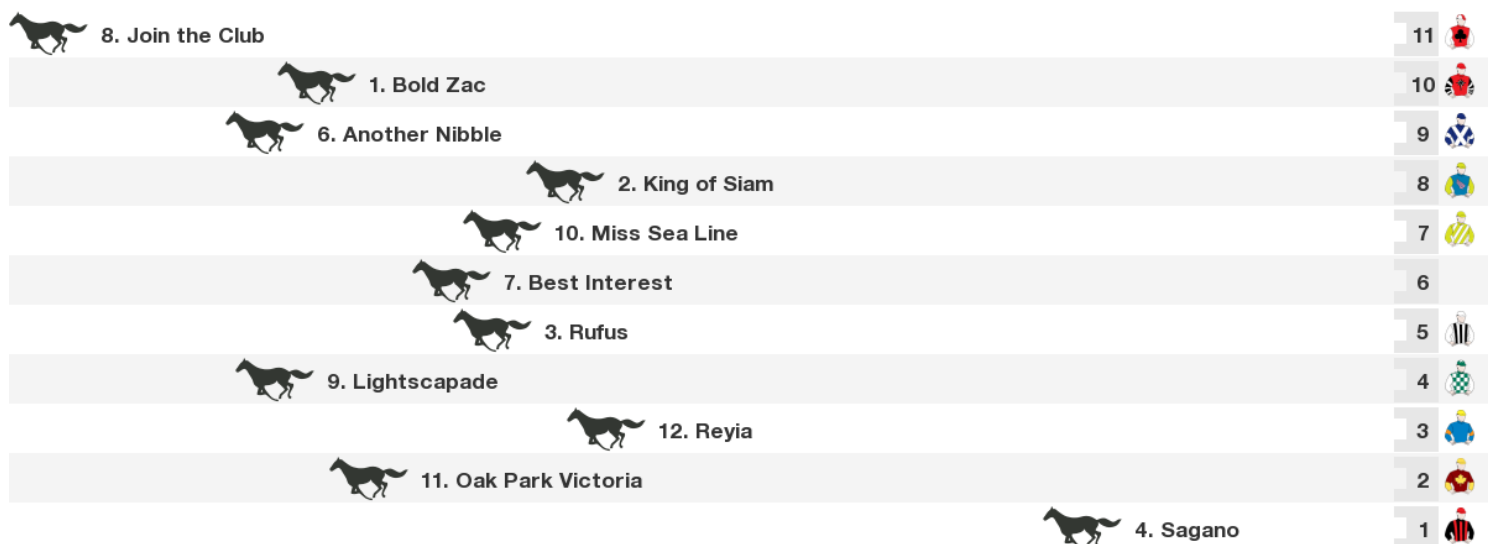 8. Join the Club 11
1. Bold Zac 10
6. Another Nibble 9
2. King of Siam 8
10. Miss Sea Line 7
7. Best Interest 6
3. Rufus 5
9. Lightscapade 4
12. Reyia 3
11. Oak Park Victoria 2
4. Sagano 1